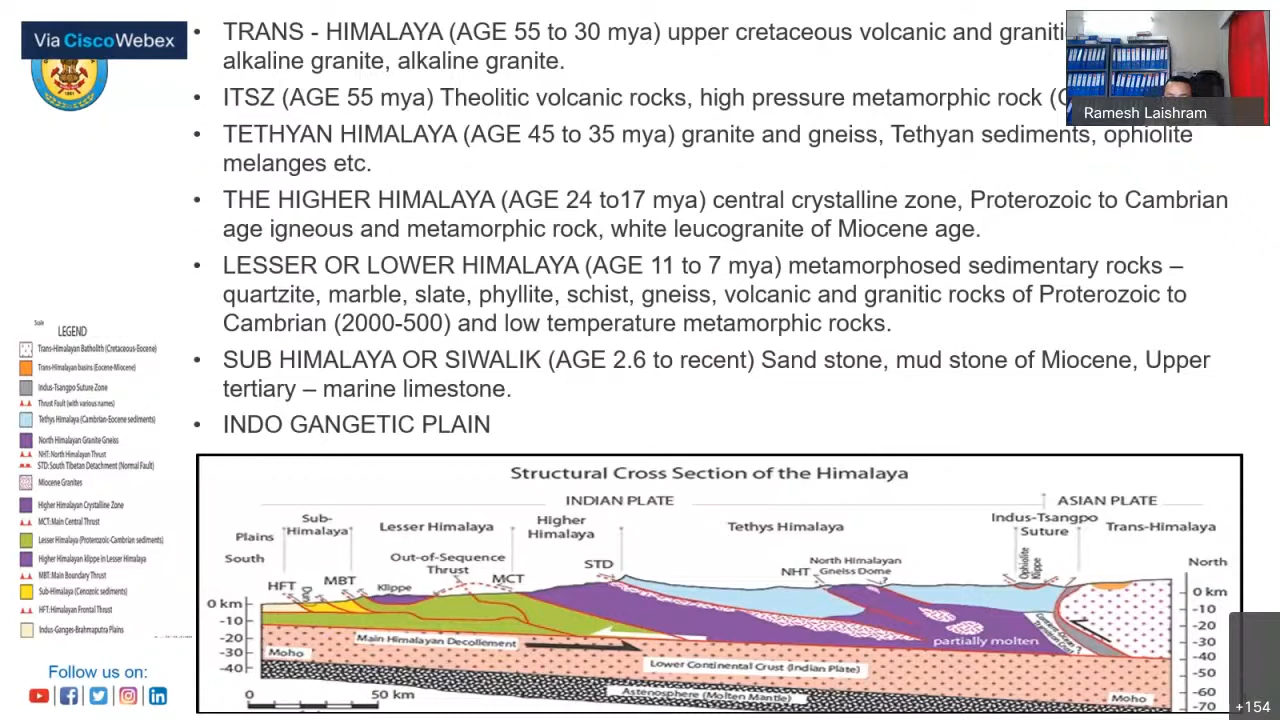 Via Cisco Webex
• TRANS - HIMALAYA (AGE 55 to 30 mya) upper cretaceous volcanic and
alkaline granite, alkaline granite.
• ITSZ (AGE 55 mya) Theolitic volcanic rocks, high pressure metamorphic rock
Ramesh Laishram
• TETHYAN HIMALAYA (AGE 45 to 35 mya) granite and gneiss, Tethyan sediments, ophiolite
melanges etc.
• THE HIGHER HIMALAYA (AGE 24 to17 mya) central crystalline zone, Proterozoic to Cambrian
age igneous and metamorphic rock, white leucogranite of Miocene age.
• LESSER OR LOWER HIMALAYA (AGE 11 to 7 mya) metamorphosed sedimentary rocks –
quartzite, marble, slate, phyllite, schist, gneiss, volcanic and granitic rocks of Proterozoic to
Cambrian (2000-500) and low temperature metamorphic rocks.
• SUB HIMALAYA OR SIWALIK (AGE 2.6 to recent) Sand stone, mud stone of Miocene, Upper
tertiary – marine limestone.
• INDO GANGETIC PLAIN
Scale
LEGEND
Trans-Himalayan Batholith (Cretaceous-Eocene)
Trans-Himalayan basins (Eocene-Miocene)
Indus-Tsangpo Suture Zone
Thrust Fault (with various names)
Tethys Himalaya (Cambrian-Eocene sediments)
North Himalayan Granite Gneiss
NHT: North Himalayan Thrust
STD: South Tibetan Detachment (Normal Fault)
Miocene Granites
Higher Himalayan Crystalline Zone
MCT: Main Central Thrust
Lesser Himalaya (Proterozoic-Cambrian sediments)
Higher Himalayan klippe in Lesser Himalaya
MBT: Main Boundary Thrust
Sub-Himalaya (Cenozoic sediments)
HFT: Himalayan Frontal Thrust
Indus-Ganges-Brahmaputra Plains
Follow us on:
Structural Cross Section of the Himalaya
INDIAN PLATE
ASIAN PLATE
Plains
Sub-
Himalaya
Lesser Himalaya
Higher
Himalaya
Tethys Himalaya
Indus-Tsangpo
Suture
Trans-Himalaya
South
Out-of-Sequence
Thrust
North Himalayan
Gneiss Dome
Ophiolite
Klippe
North
HFT
MBT
Klippe
MCT
STD
NHT
0 km
-10
-20
-30
-40
0 km
-10
-20
-30
-40
-50
-60
-70
partially molten
Main Himalayan Decollement
Moho
Lower Continental Crust (Indian Plate)
Astenosphere (Molten Mantle)
Moho
0 50 km
+154